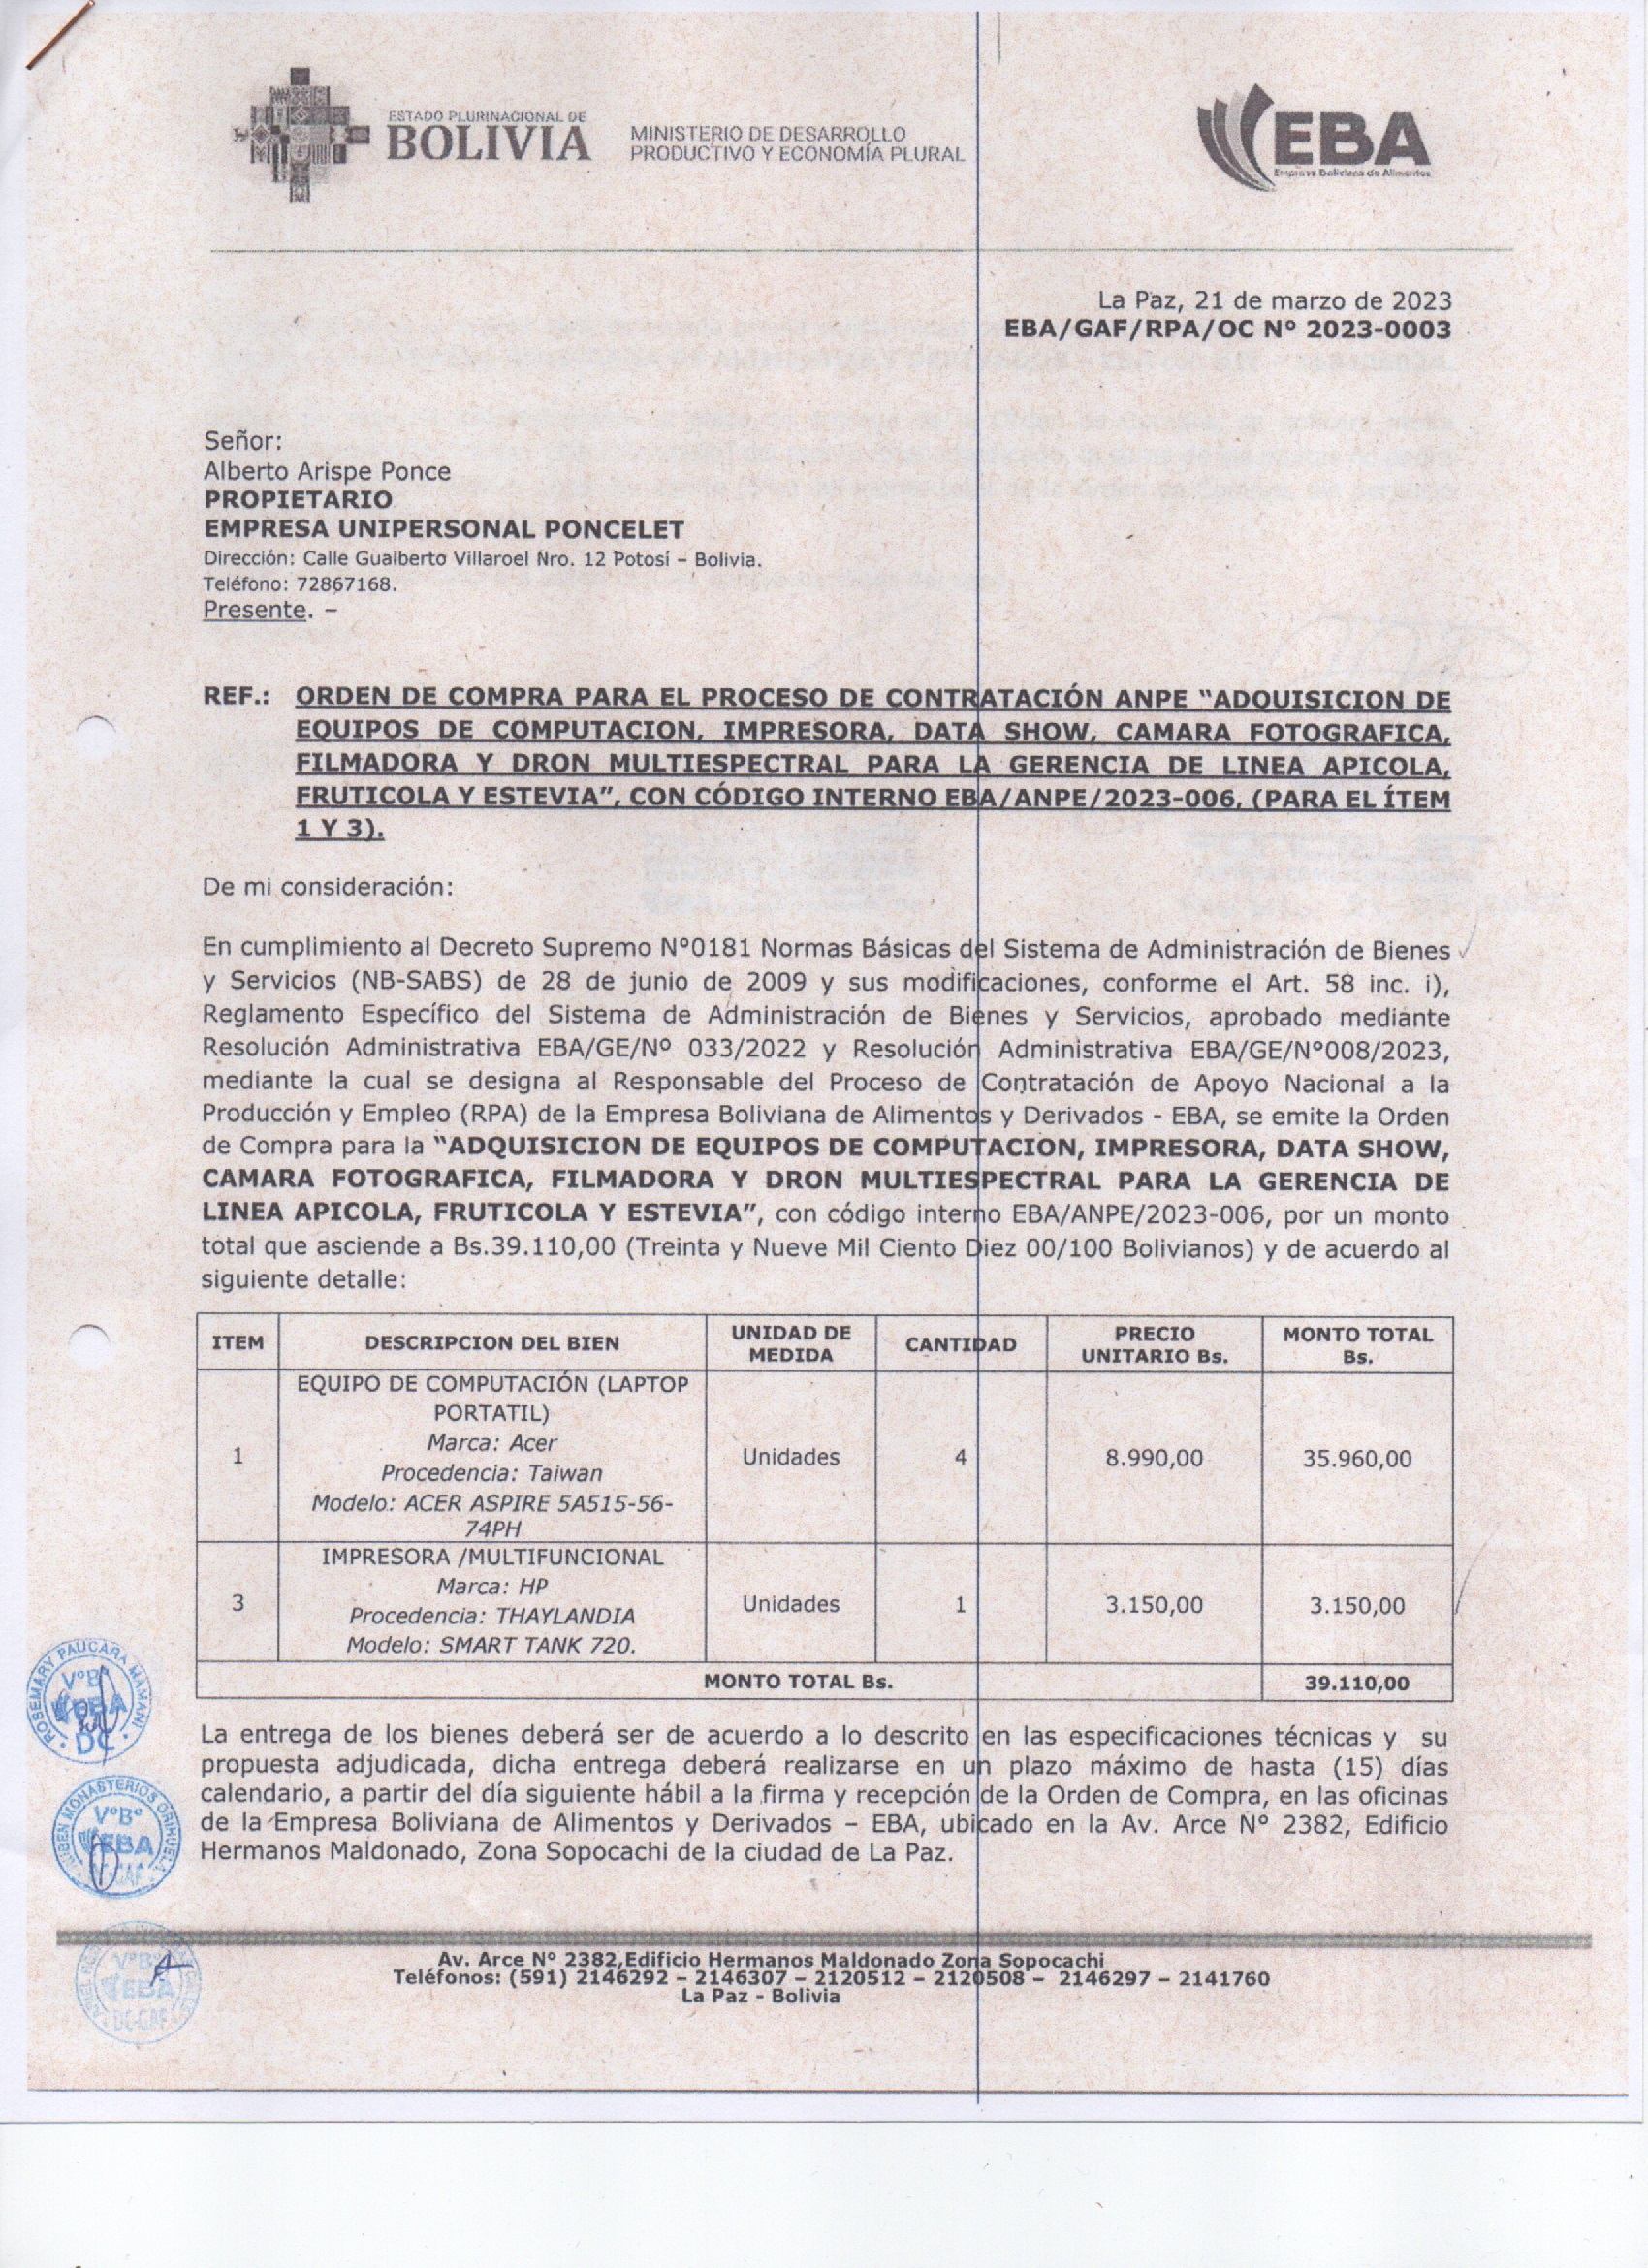 ESTADO PLURINACIONAL DE
BOLIVIA
MINISTERIO DE DESARROLLO
PRODUCTIVO Y ECONOMÍA PLURAL
EBA
Empresa Boliviana de Alimentos
La Paz, 21 de marzo de 2023
EBA/GAF/RPA/OC N° 2023-0003
Señor:
Alberto Arispe Ponce
PROPIETARIO
EMPRESA UNIPERSONAL PONCELET
Dirección: Calle Gualberto Villaroel Nro. 12 Potosí – Bolivia.
Teléfono: 72867168.
Presente. –
REF.: ORDEN DE COMPRA PARA EL PROCESO DE CONTRATACIÓN ANPE “ADQUISICION DE
EQUIPOS DE COMPUTACION, IMPRESORA, DATA SHOW, CAMARA FOTOGRAFICA,
FILMADORA Y DRON MULTIESPECTRAL PARA LA GERENCIA DE LINEA APICOLA,
FRUTICOLA Y ESTEVIA”, CON CÓDIGO INTERNO EBA/ANPE/2023-006, (PARA EL ÍTEM
1 Y 3).
De mi consideración:
En cumplimiento al Decreto Supremo N°0181 Normas Básicas del Sistema de Administración de Bienes
y Servicios (NB-SABS) de 28 de junio de 2009 y sus modificaciones, conforme el Art. 58 inc. i),
Reglamento Específico del Sistema de Administración de Bienes y Servicios, aprobado mediante
Resolución Administrativa EBA/GE/Nº 033/2022 y Resolución Administrativa EBA/GE/N°008/2023,
mediante la cual se designa al Responsable del Proceso de Contratación de Apoyo Nacional a la
Producción y Empleo (RPA) de la Empresa Boliviana de Alimentos y Derivados - EBA, se emite la Orden
de Compra para la “ADQUISICION DE EQUIPOS DE COMPUTACION, IMPRESORA, DATA SHOW,
CAMARA FOTOGRAFICA, FILMADORA Y DRON MULTIESPECTRAL PARA LA GERENCIA DE
LINEA APICOLA, FRUTICOLA Y ESTEVIA”, con código interno EBA/ANPE/2023-006, por un monto
total que asciende a Bs.39.110,00 (Treinta y Nueve Mil Ciento Diez 00/100 Bolivianos) y de acuerdo al
siguiente detalle:
ITEM DESCRIPCION DEL BIEN UNIDAD DE MEDIDA CANTIDAD PRECIO UNITARIO Bs. MONTO TOTAL Bs.
EQUIPO DE COMPUTACIÓN (LAPTOP
PORTATIL)
Marca: Acer
1 Procedencia: Taiwan Unidades 4 8.990,00 35.960,00
Modelo: ACER ASPIRE 5A515-56-
74PH
IMPRESORA /MULTIFUNCIONAL
Marca: HP
3 Procedencia: THAYLANDIA Unidades 1 3.150,00 3.150,00
Modelo: SMART TANK 720.
MONTO TOTAL Bs. 39.110,00
La entrega de los bienes deberá ser de acuerdo a lo descrito en las especificaciones técnicas y su
propuesta adjudicada, dicha entrega deberá realizarse en un plazo máximo de hasta (15) días
calendario, a partir del día siguiente hábil a la firma y recepción de la Orden de Compra, en las oficinas
de la Empresa Boliviana de Alimentos y Derivados – EBA, ubicado en la Av. Arce N° 2382, Edificio
Hermanos Maldonado, Zona Sopocachi de la ciudad de La Paz.
ROSEMARY PAUCARA MAMANI
V°B°
EBA
DC
RUBEN MONASTERIOS ORIHUELA
V°B°
EBA
GAF
V°B°
EBA
DC-GAF
Av. Arce N° 2382,Edificio Hermanos Maldonado Zona Sopocachi
Teléfonos: (591) 2146292 – 2146307 – 2120512 – 2120508 – 2146297 – 2141760
La Paz - Bolivia